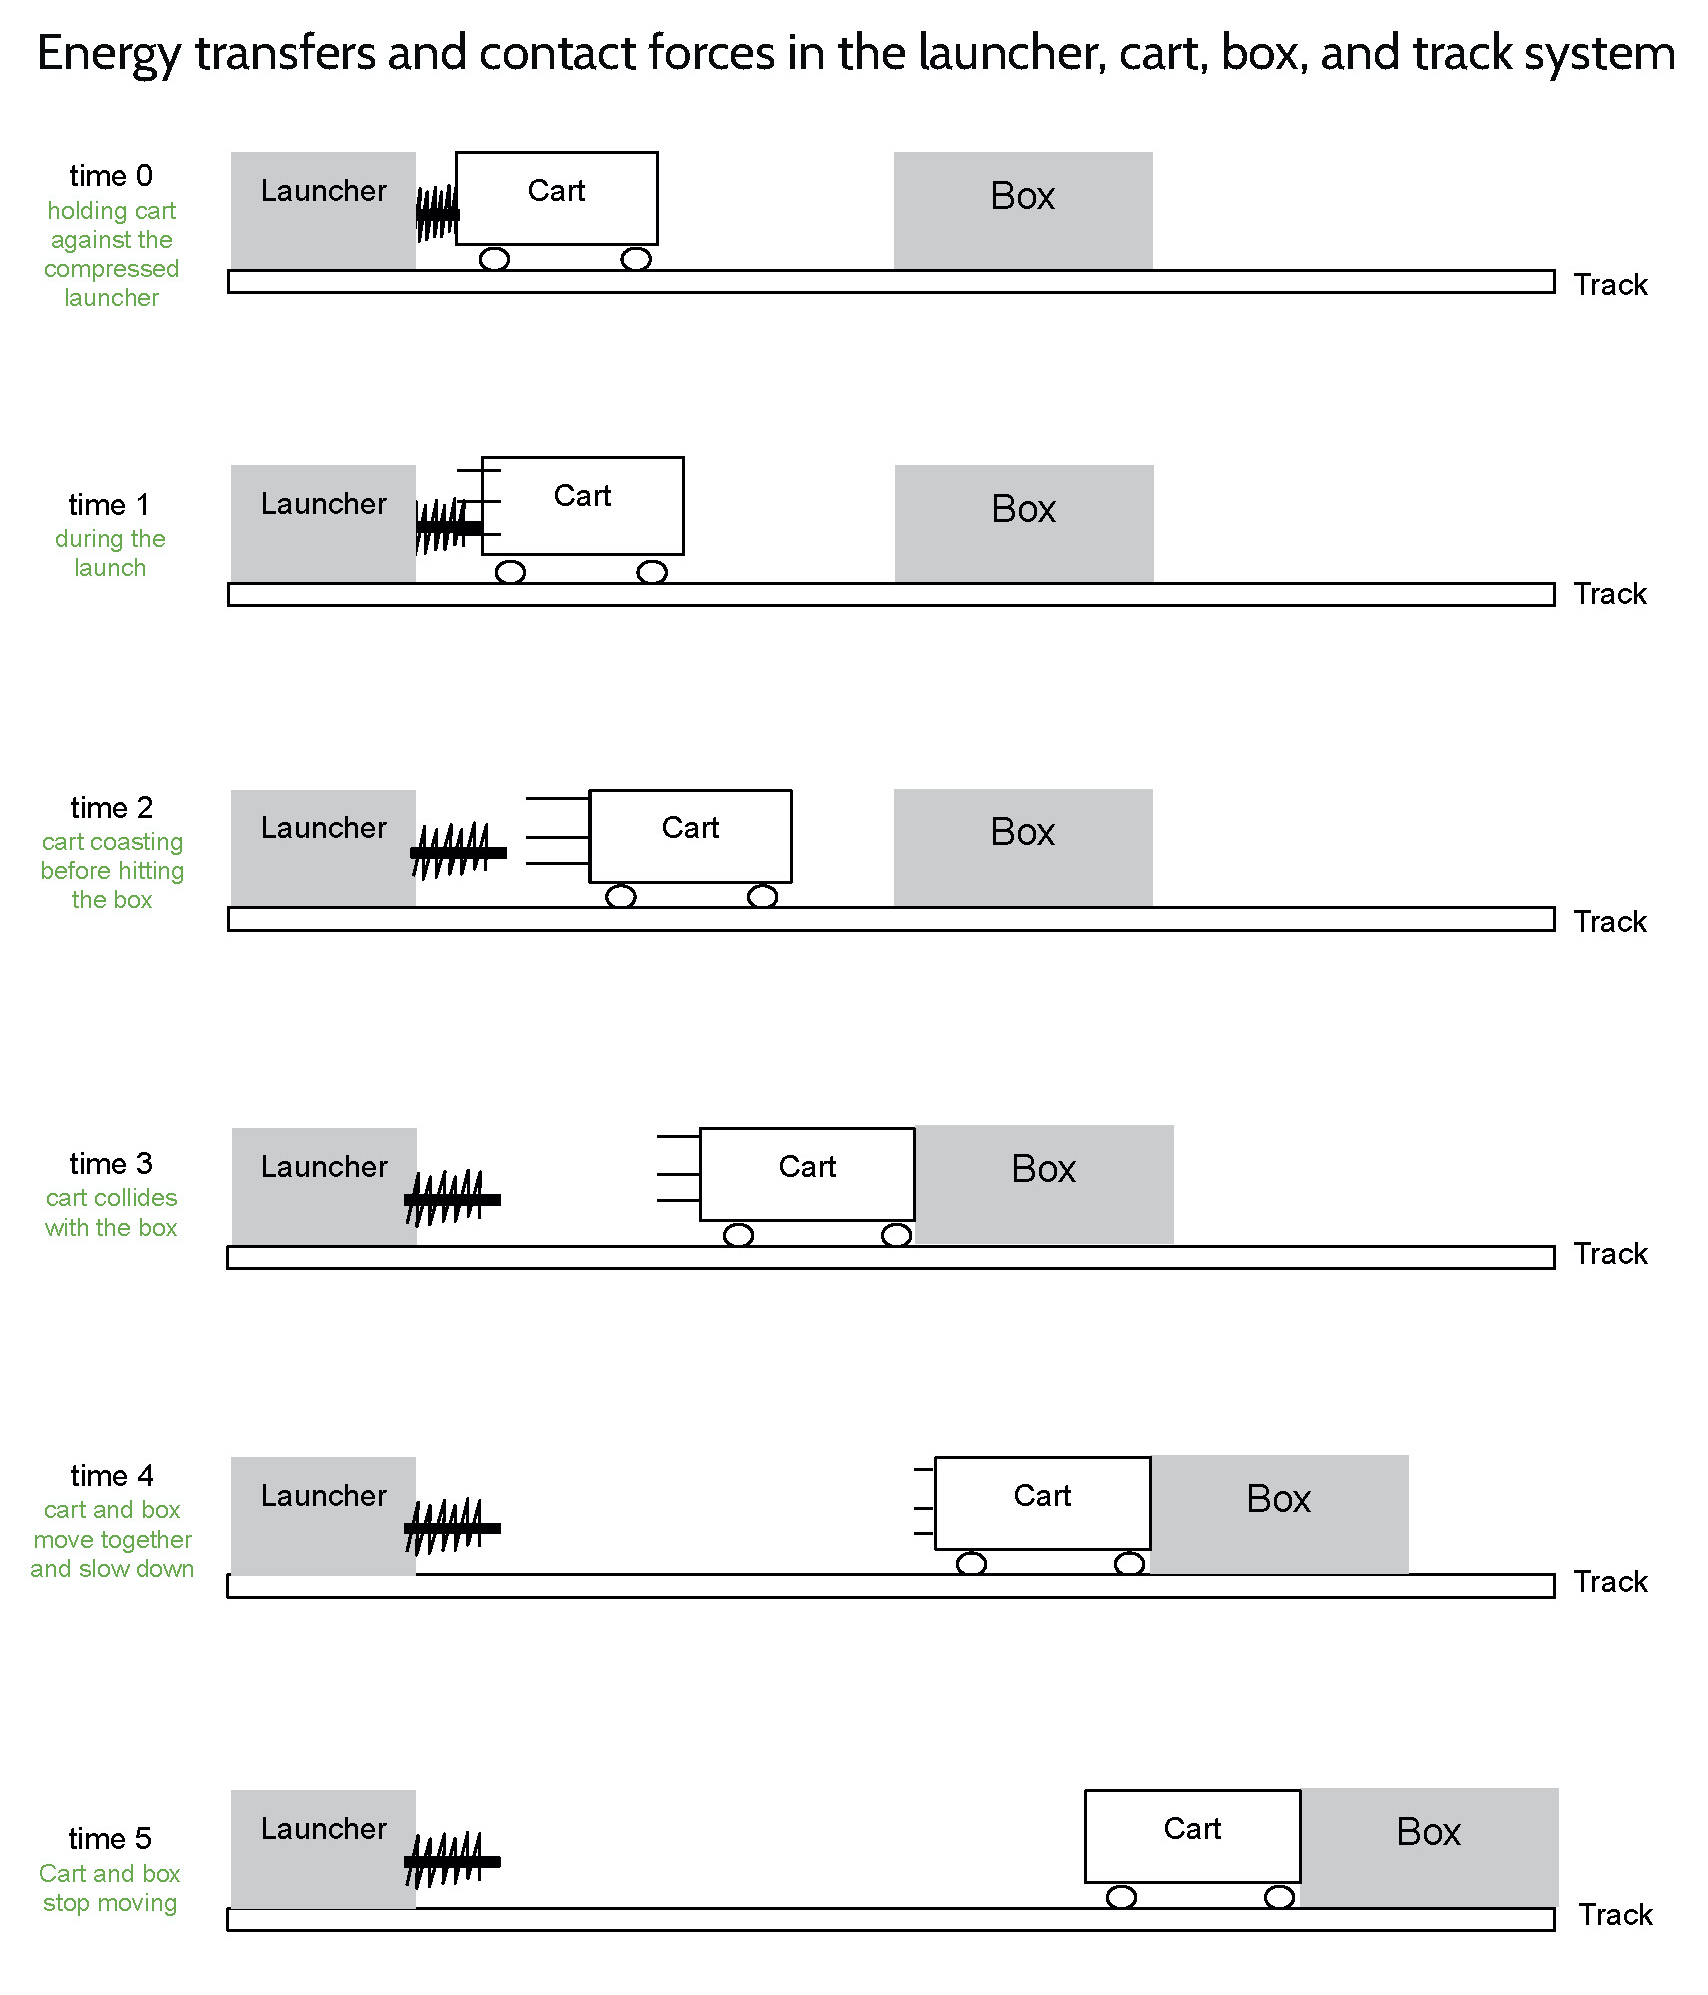 Energy transfers and contact forces in the launcher, cart, box, and track system
time 0
holding cart
against the
compressed
launcher
Launcher
Cart
Box
Track
time 1
during the
launch
Launcher
Cart
Box
Track
time 2
cart coasting
before hitting
the box
Launcher
Cart
Box
Track
time 3
cart collides
with the box
Launcher
Cart
Box
Track
time 4
cart and box
move together
and slow down
Launcher
Cart
Box
Track
time 5
Cart and box
stop moving
Launcher
Cart
Box
Track